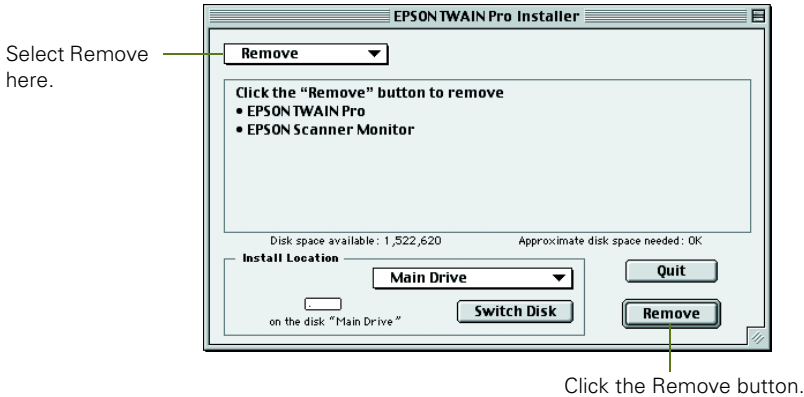 EPSON TWAIN Pro Installer
Select Remove
here.
Remove
Click the “Remove” button to remove
• EPSON TWAIN Pro
• EPSON Scanner Monitor
Disk space available: 1,522,620
Approximate disk space needed: 0K
Install Location
Main Drive
Quit
on the disk “Main Drive”
Switch Disk
Remove
Click the Remove button.